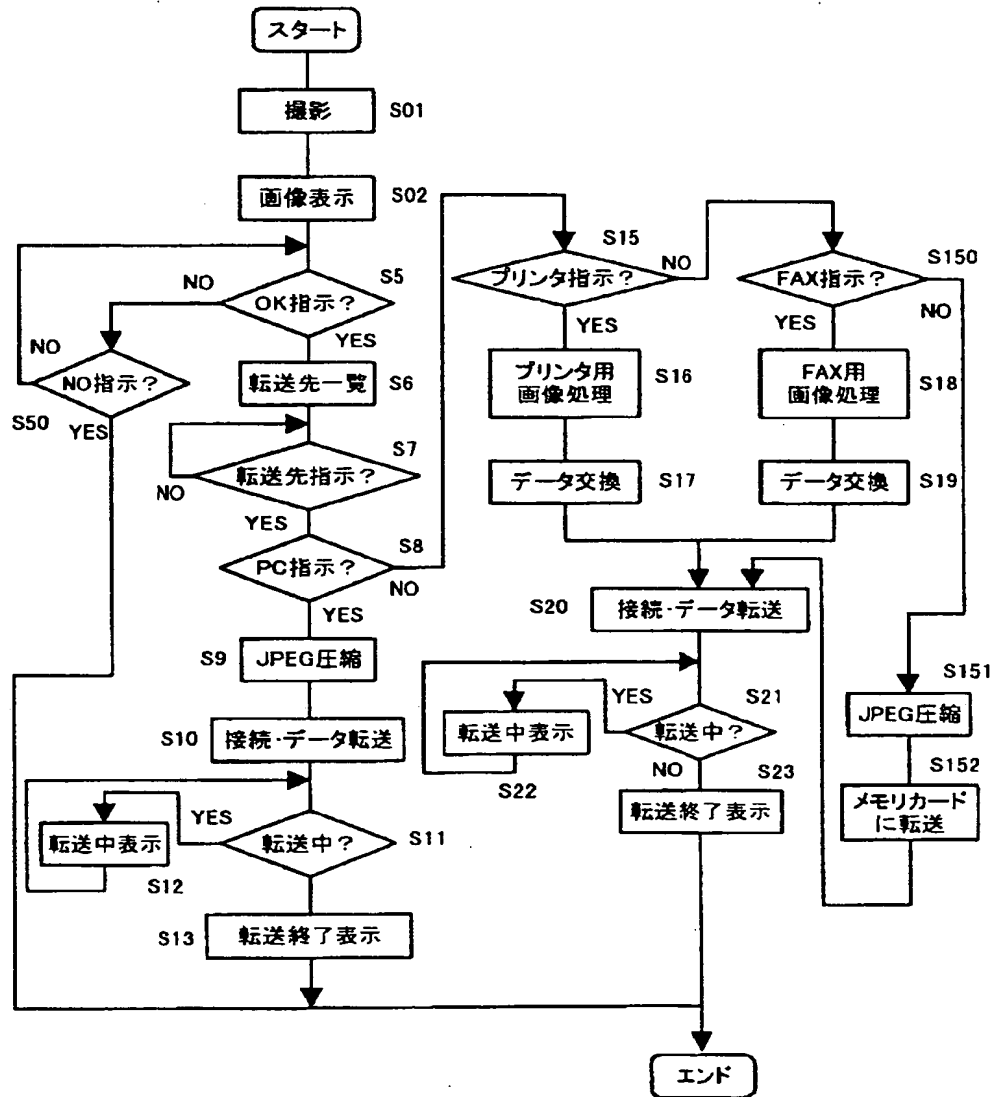 スタート
撮影
S01
画像表示
S02
OK指示?
S5
NO
YES
NO指示?
NO
S50
YES
転送先一覧
S6
転送先指示?
S7
NO
YES
PC指示?
S8
NO
YES
S9
JPEG圧縮
S10
接続・データ転送
転送中?
S11
YES
転送中表示
S12
S13
転送終了表示
プリンタ指示?
S15
NO
YES
プリンタ用
画像処理
S16
データ交換
S17
FAX指示?
S150
NO
YES
FAX用
画像処理
S18
データ交換
S19
S20
接続・データ転送
転送中?
S21
YES
転送中表示
S22
NO
S23
転送終了表示
S151
JPEG圧縮
S152
メモリカード
に転送
エンド